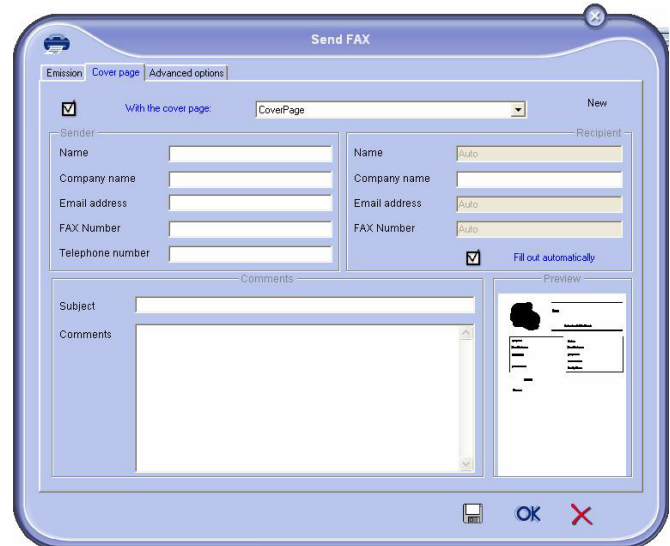 Send FAX
Emission Cover page Advanced options
With the cover page: CoverPage New
Sender
Name
Company name
Email address
FAX Number
Telephone number
Recipient
Name Auto
Company name
Email address Auto
FAX Number Auto
Fill out automatically
Comments
Subject
Comments
Preview
OK